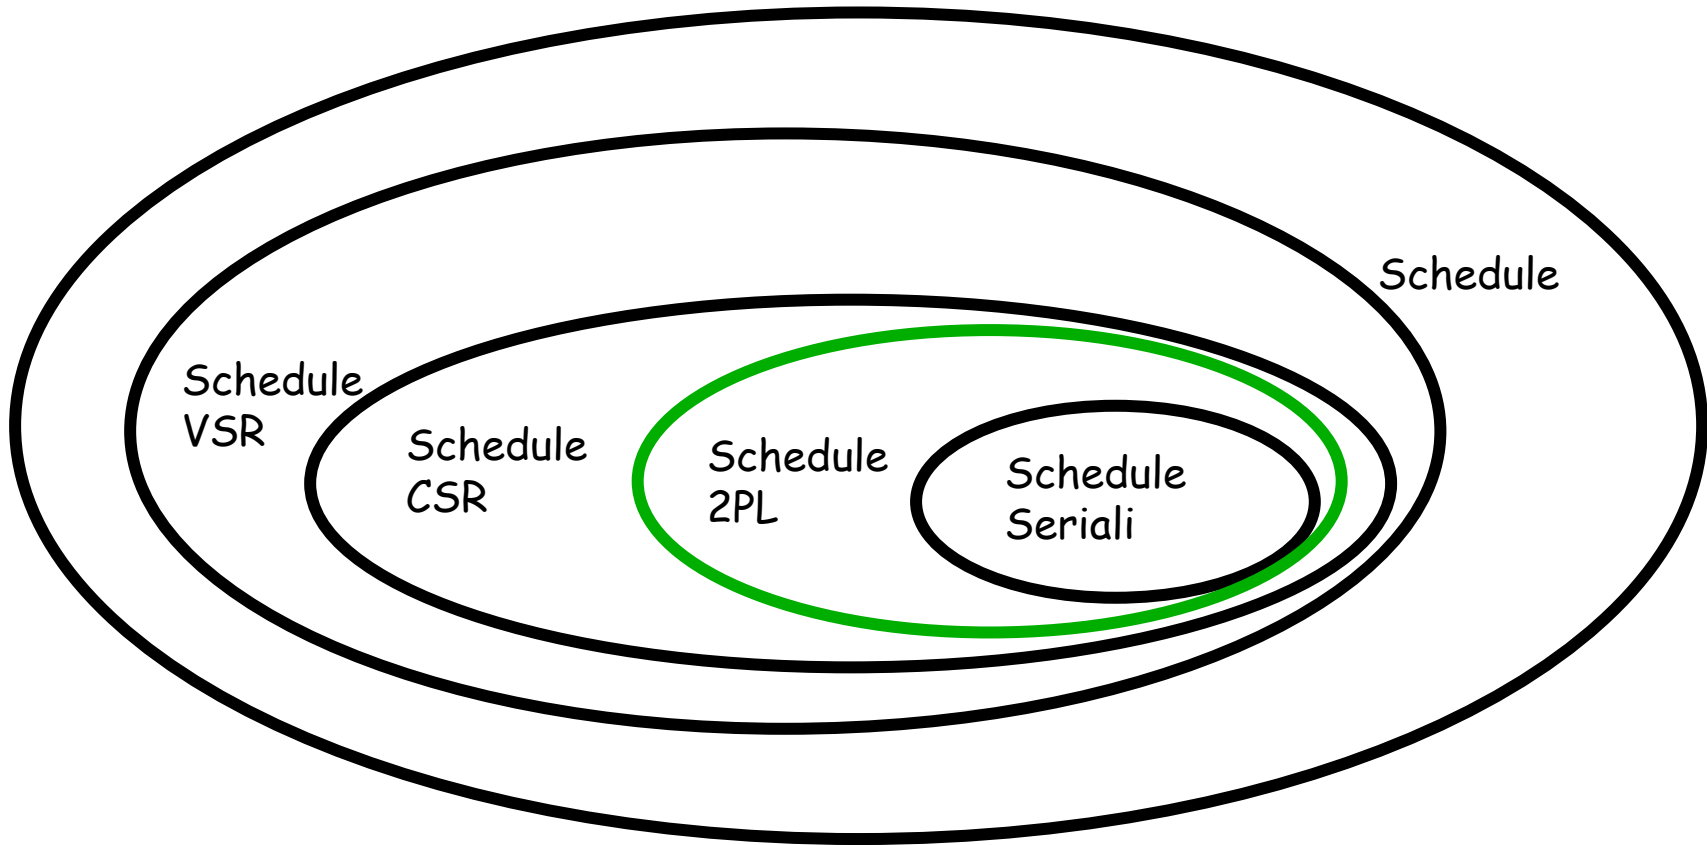 Schedule
Schedule
VSR
Schedule
CSR
Schedule
2PL
Schedule
Seriali